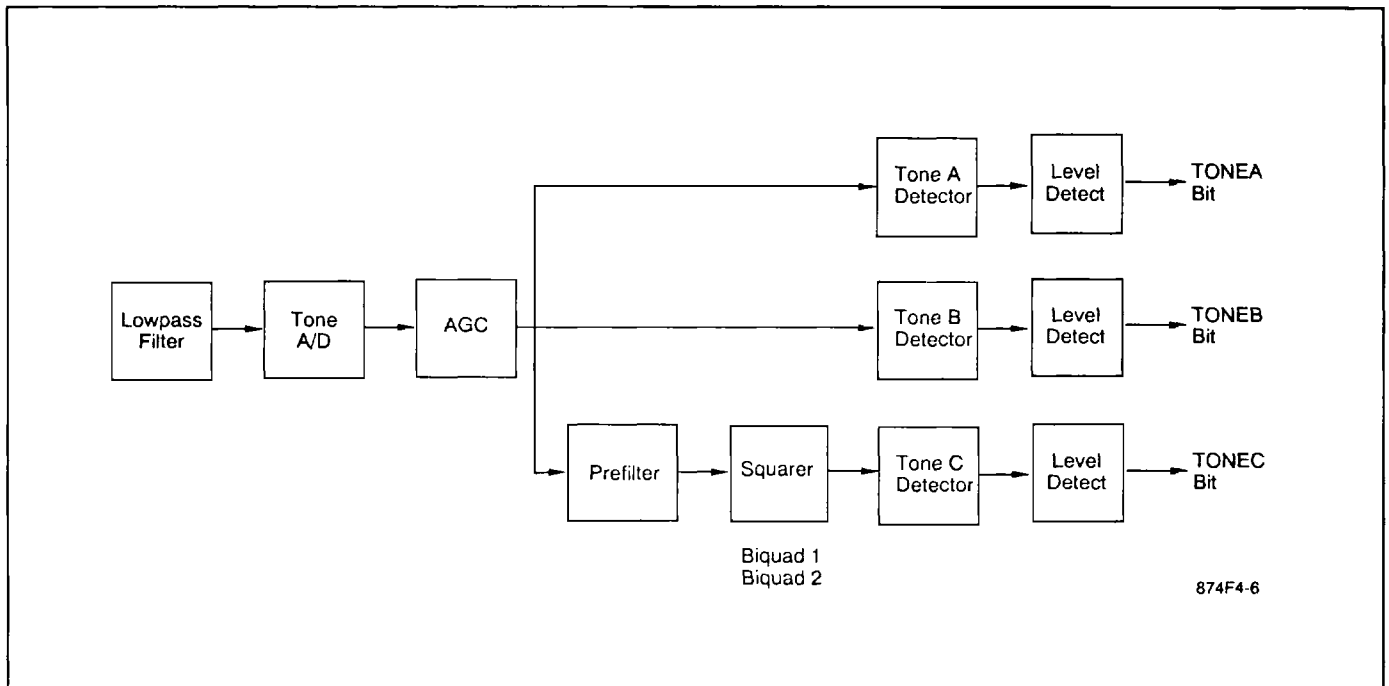 Tone A
Detector
Level
Detect
TONEA
Bit
Lowpass
Filter
Tone
A/D
AGC
Tone B
Detector
Level
Detect
TONEB
Bit
Prefilter
Squarer
Tone C
Detector
Level
Detect
TONEC
Bit
Biquad 1
Biquad 2
874F4-6